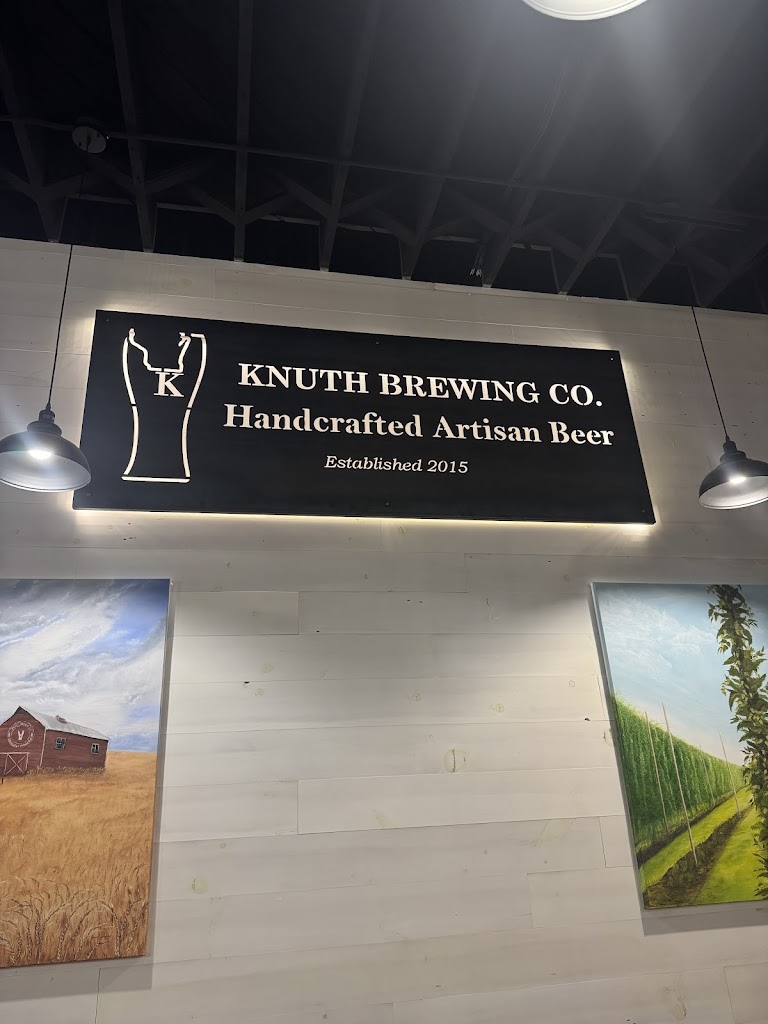 K
KNUTH BREWING CO.
Handcrafted Artisan Beer
Established 2015